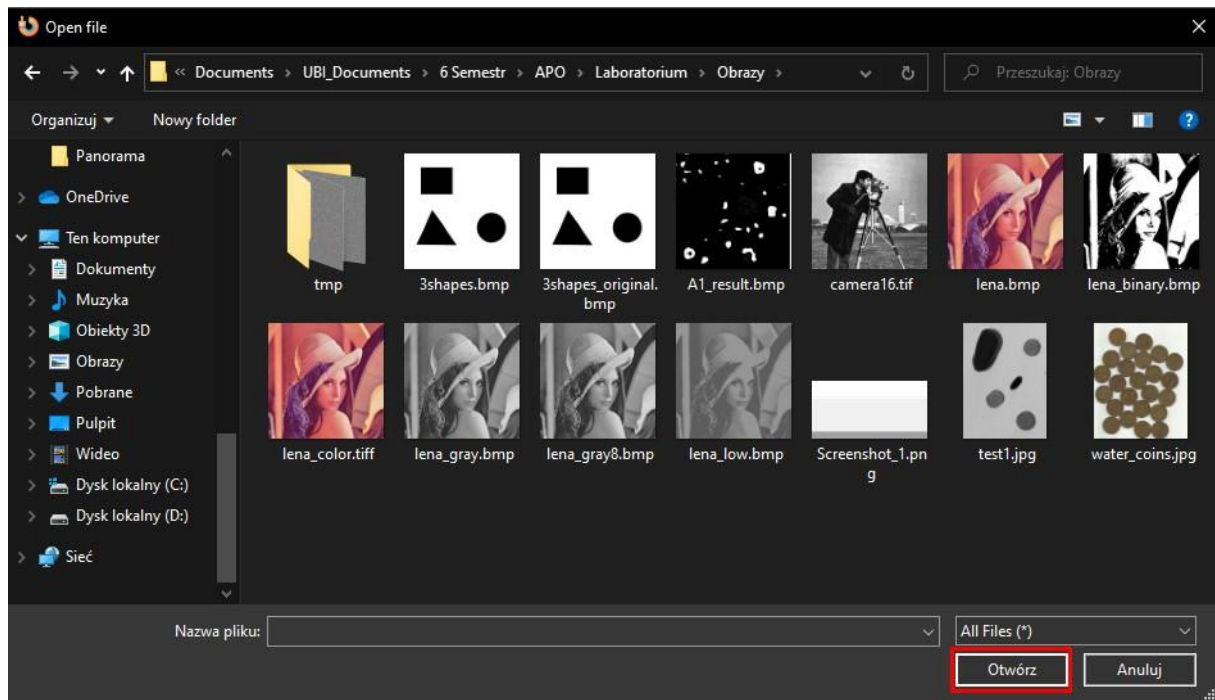 Open file
« Documents › UBI_Documents › 6 Semestr › APO › Laboratorium › Obrazy ›
Przeszukaj: Obrazy
Organizuj
Nowy folder
Panorama
OneDrive
Ten komputer
Dokumenty
Muzyka
Obiekty 3D
Obrazy
Pobrane
Pulpit
Wideo
Dysk lokalny (C:)
Dysk lokalny (D:)
Sieć
tmp
3shapes.bmp
3shapes_original.
bmp
A1_result.bmp
camera16.tif
lena.bmp
lena_binary.bmp
lena_color.tiff
lena_gray.bmp
lena_gray8.bmp
lena_low.bmp
Screenshot_1.pn
g
test1.jpg
water_coins.jpg
Nazwa pliku:
All Files (*)
Otwórz
Anuluj